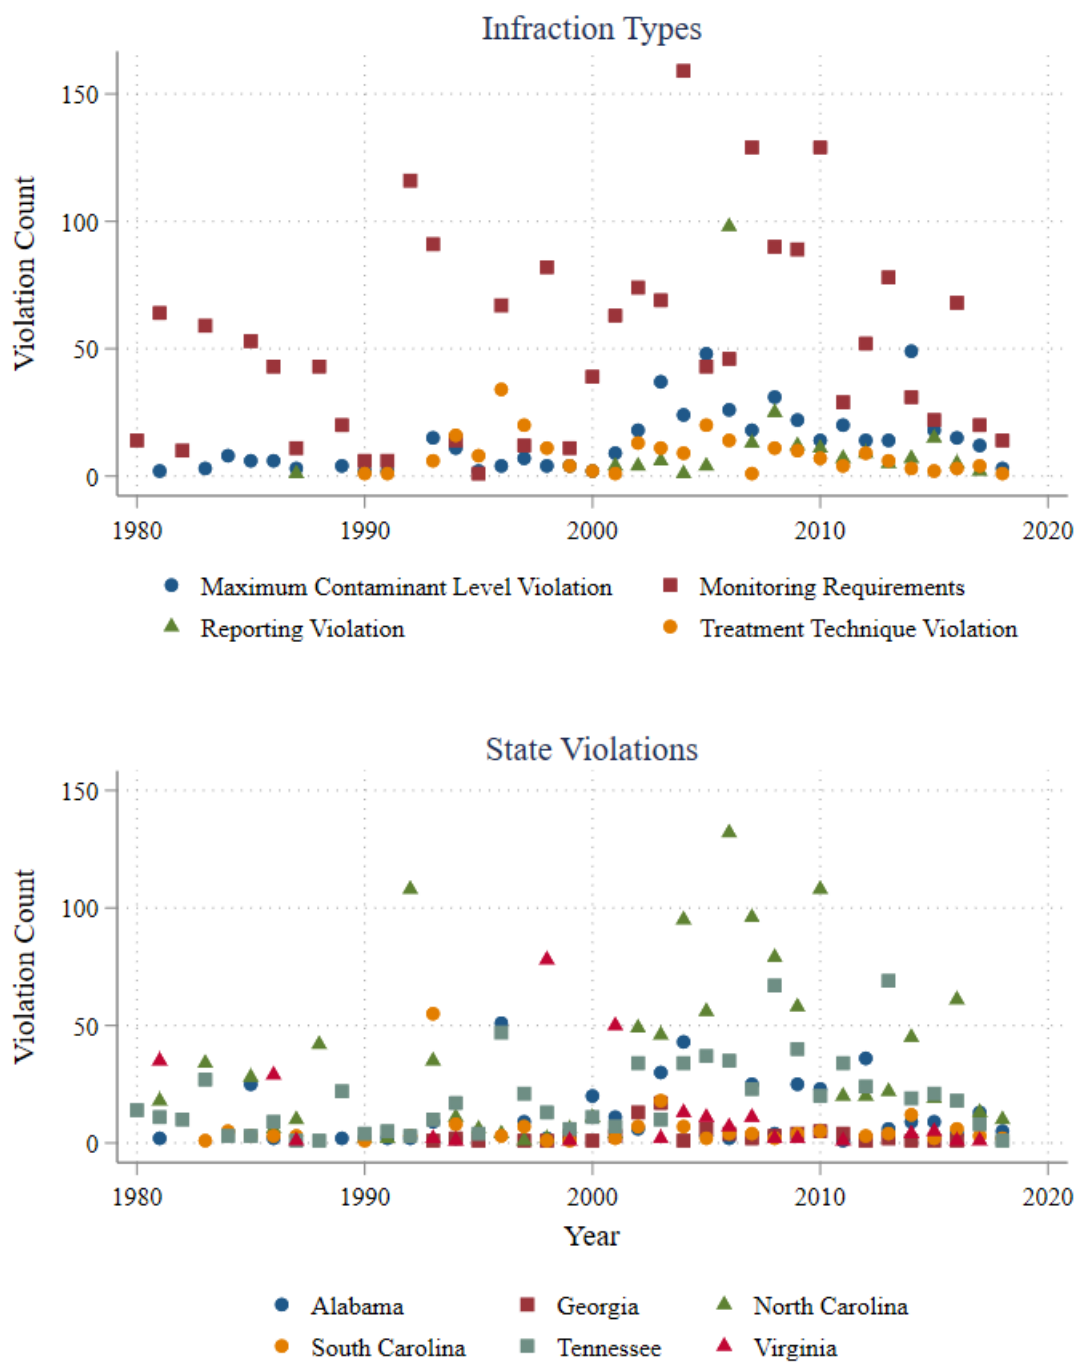 Infraction Types
150
100
50
0
Violation Count
1980 1990 2000 2010 2020
Maximum Contaminant Level Violation Monitoring Requirements
Reporting Violation Treatment Technique Violation
State Violations
150
100
50
0
Violation Count
1980 1990 2000 2010 2020
Year
Alabama Georgia North Carolina
South Carolina Tennessee Virginia